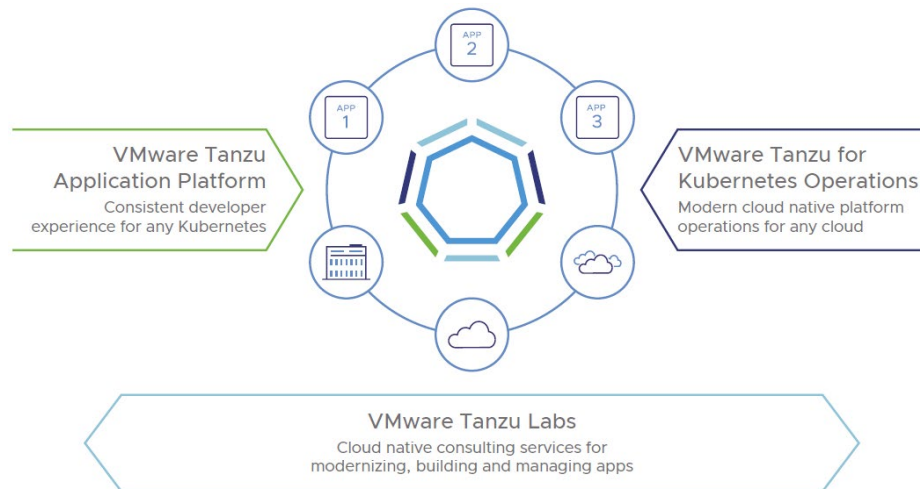 APP
2
APP
1
APP
3
VMware Tanzu
Application Platform
Consistent developer
experience for any Kubernetes
VMware Tanzu for
Kubernetes Operations
Modern cloud native platform
operations for any cloud
VMware Tanzu Labs
Cloud native consulting services for
modernizing, building and managing apps